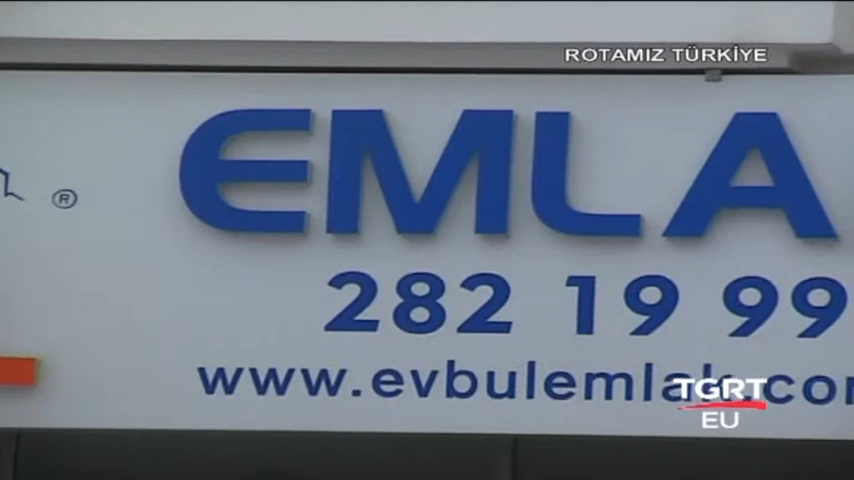 ROTAMIZ TÜRKİYE
®
EMLA
282 19 99
www.evbulemlak.co
TGRT
EU